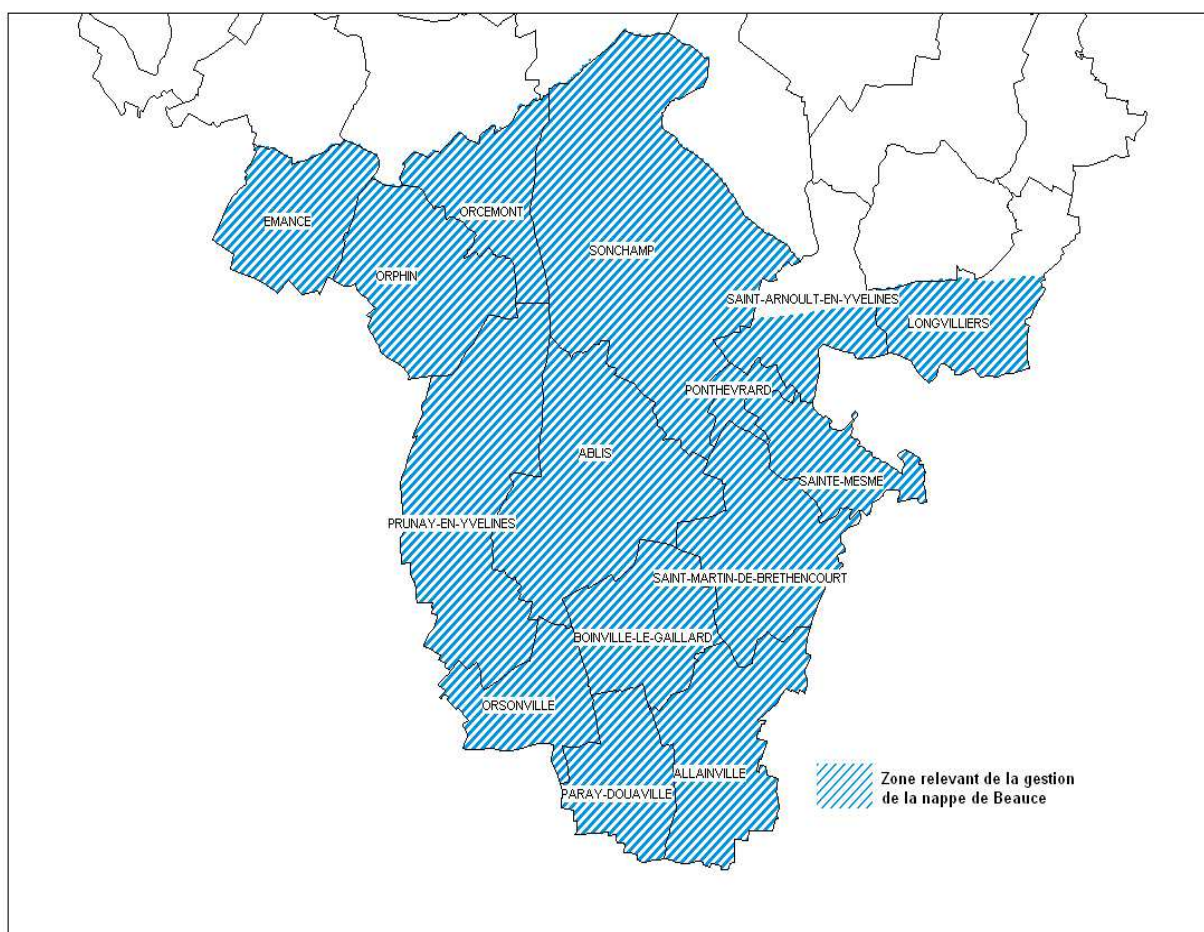 EMANCE
ORCEMONT
SONCHAMP
ORPHIN
SAINT-ARNOULT-EN-YVELINES
LONGVILLIERS
PONTHEVRARD
ABLIS
SAINTE-MESME
PRUNAY-EN-YVELINES
SAINT-MARTIN-DE-BRETHENCOURT
BOINVILLE-LE-GAILLARD
ORSONVILLE
ALLAINVILLE
PARAY-DOUAVILLE
Zone relevant de la gestion
de la nappe de Beauce